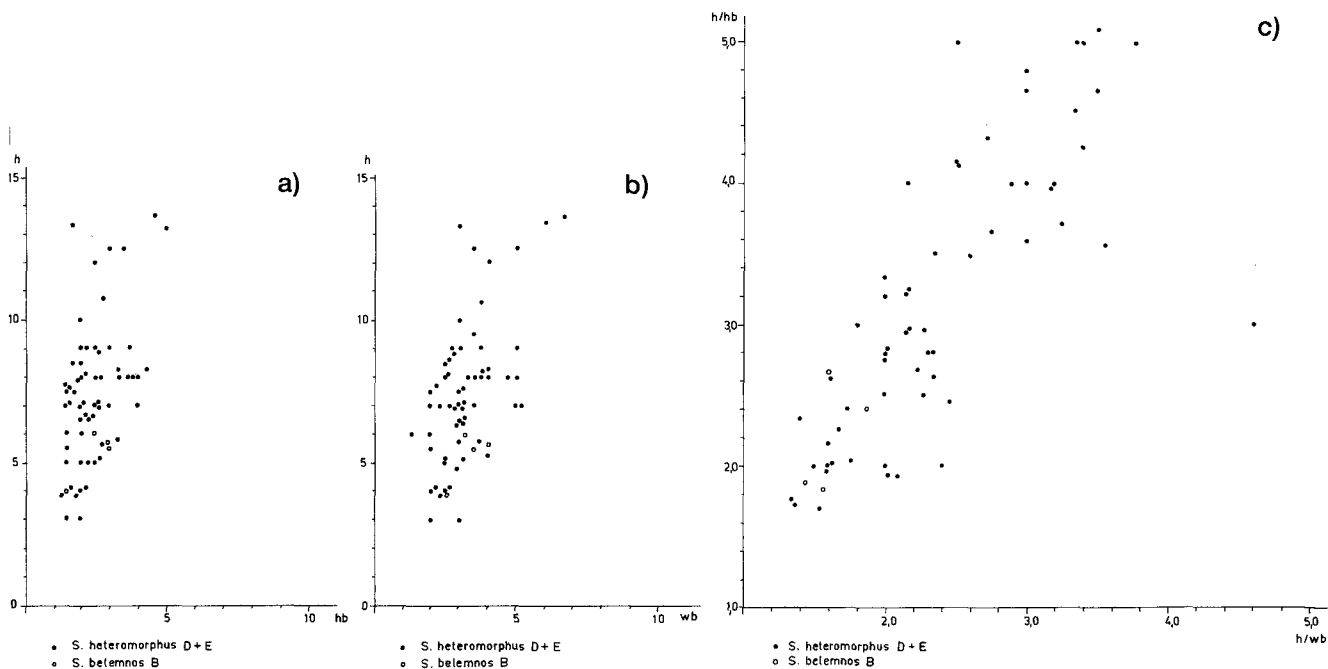 a)
h
15
10
5
0
5
10
hb
• S. heteromorphus D + E
○ S. belemnos B
b)
h
15
10
5
0
5
10
wb
• S. heteromorphus D + E
○ S. belemnos B
c)
h/hb
5,0
4,0
3,0
2,0
1,0
2,0
3,0
4,0
5,0
h/wb
• S. heteromorphus D + E
○ S. belemnos B